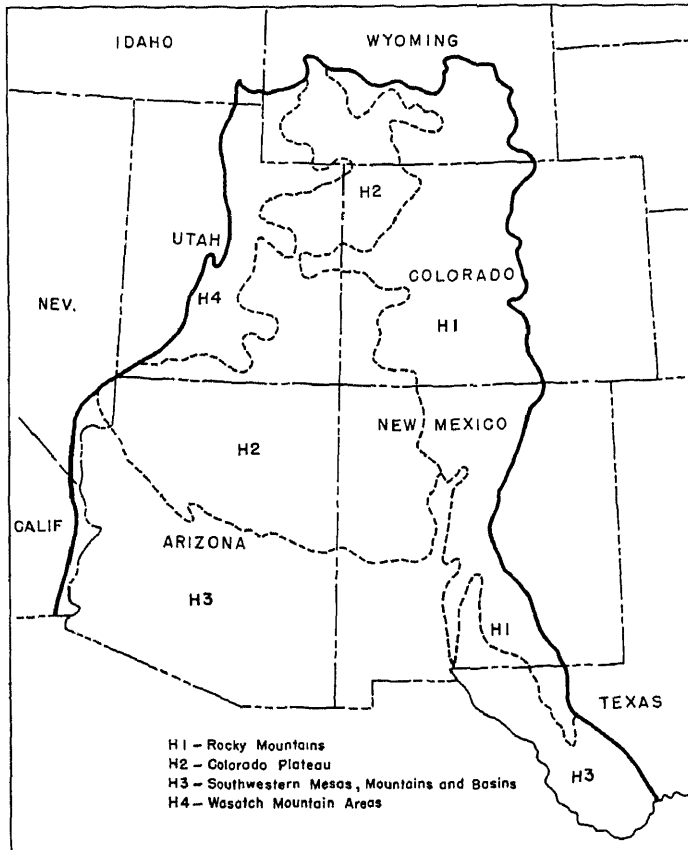 IDAHO
WYOMING
H2
UTAH
COLORADO
H4
NEV.
H1
NEW MEXICO
H2
CALIF
ARIZONA
H3
H1
TEXAS
H3
H1 – Rocky Mountains
H2 – Colorado Plateau
H3 – Southwestern Mesas, Mountains and Basins
H4 – Wasatch Mountain Areas